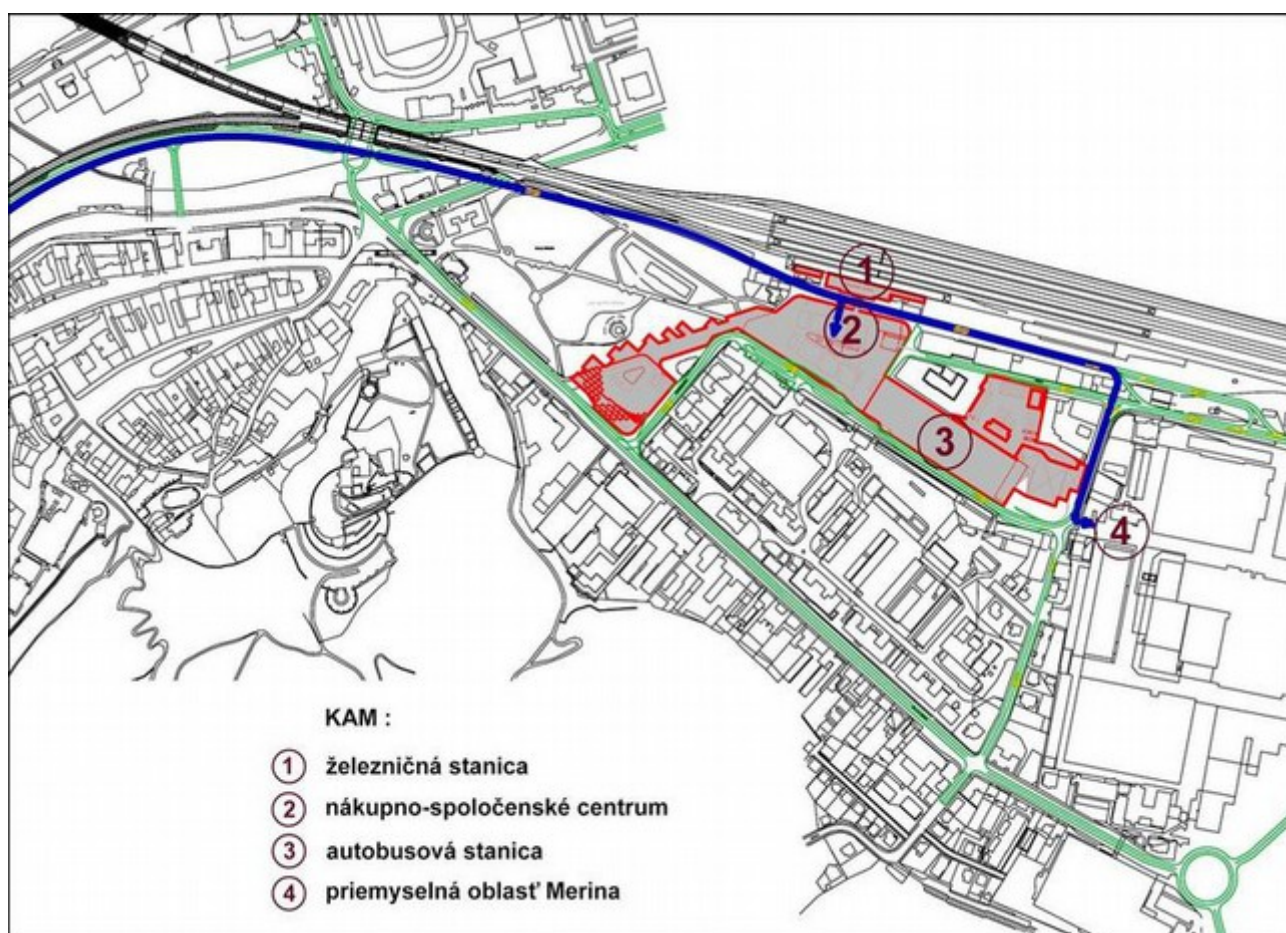 1
2
3
4
KAM :
1 železničná stanica
2 nákupno-spoločenské centrum
3 autobusová stanica
4 priemyselná oblasť Merina